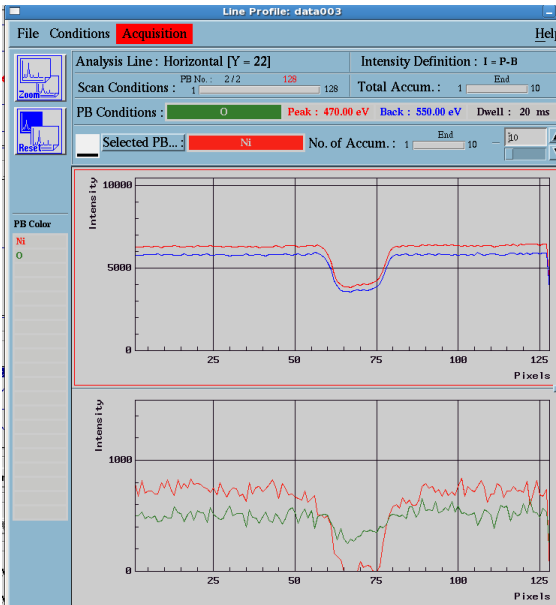 Line Profile: data003
File Conditions Acquisition Help
Analysis Line : Horizontal [Y = 22] Intensity Definition : I = P-B
Scan Conditions : PB No. : 2/2 128 1 128 Total Accum. : 1 End 10
PB Conditions : O Peak : 470.00 eV Back : 550.00 eV Dwell : 20 ms
Selected PB... : Ni No. of Accum. : 1 End 10 10
Zoom
Reset
PB Color
Ni
O
Intensity
10000
5000
0
25 50 75 100 125
Pixels
Intensity
1000
0
25 50 75 100 125
Pixels